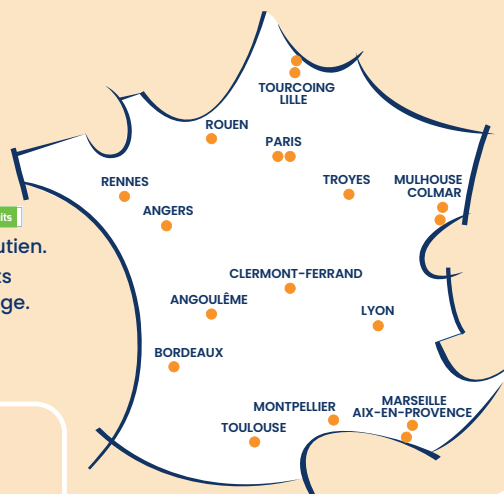 TOURCOING
LILLE
ROUEN
PARIS
RENNES
TROYES
MULHOUSE
COLMAR
ANGERS
its
utien.
ts
ge.
CLERMONT-FERRAND
ANGOULÊME
LYON
BORDEAUX
MONTPELLIER
MARSEILLE
AIX-EN-PROVENCE
TOULOUSE